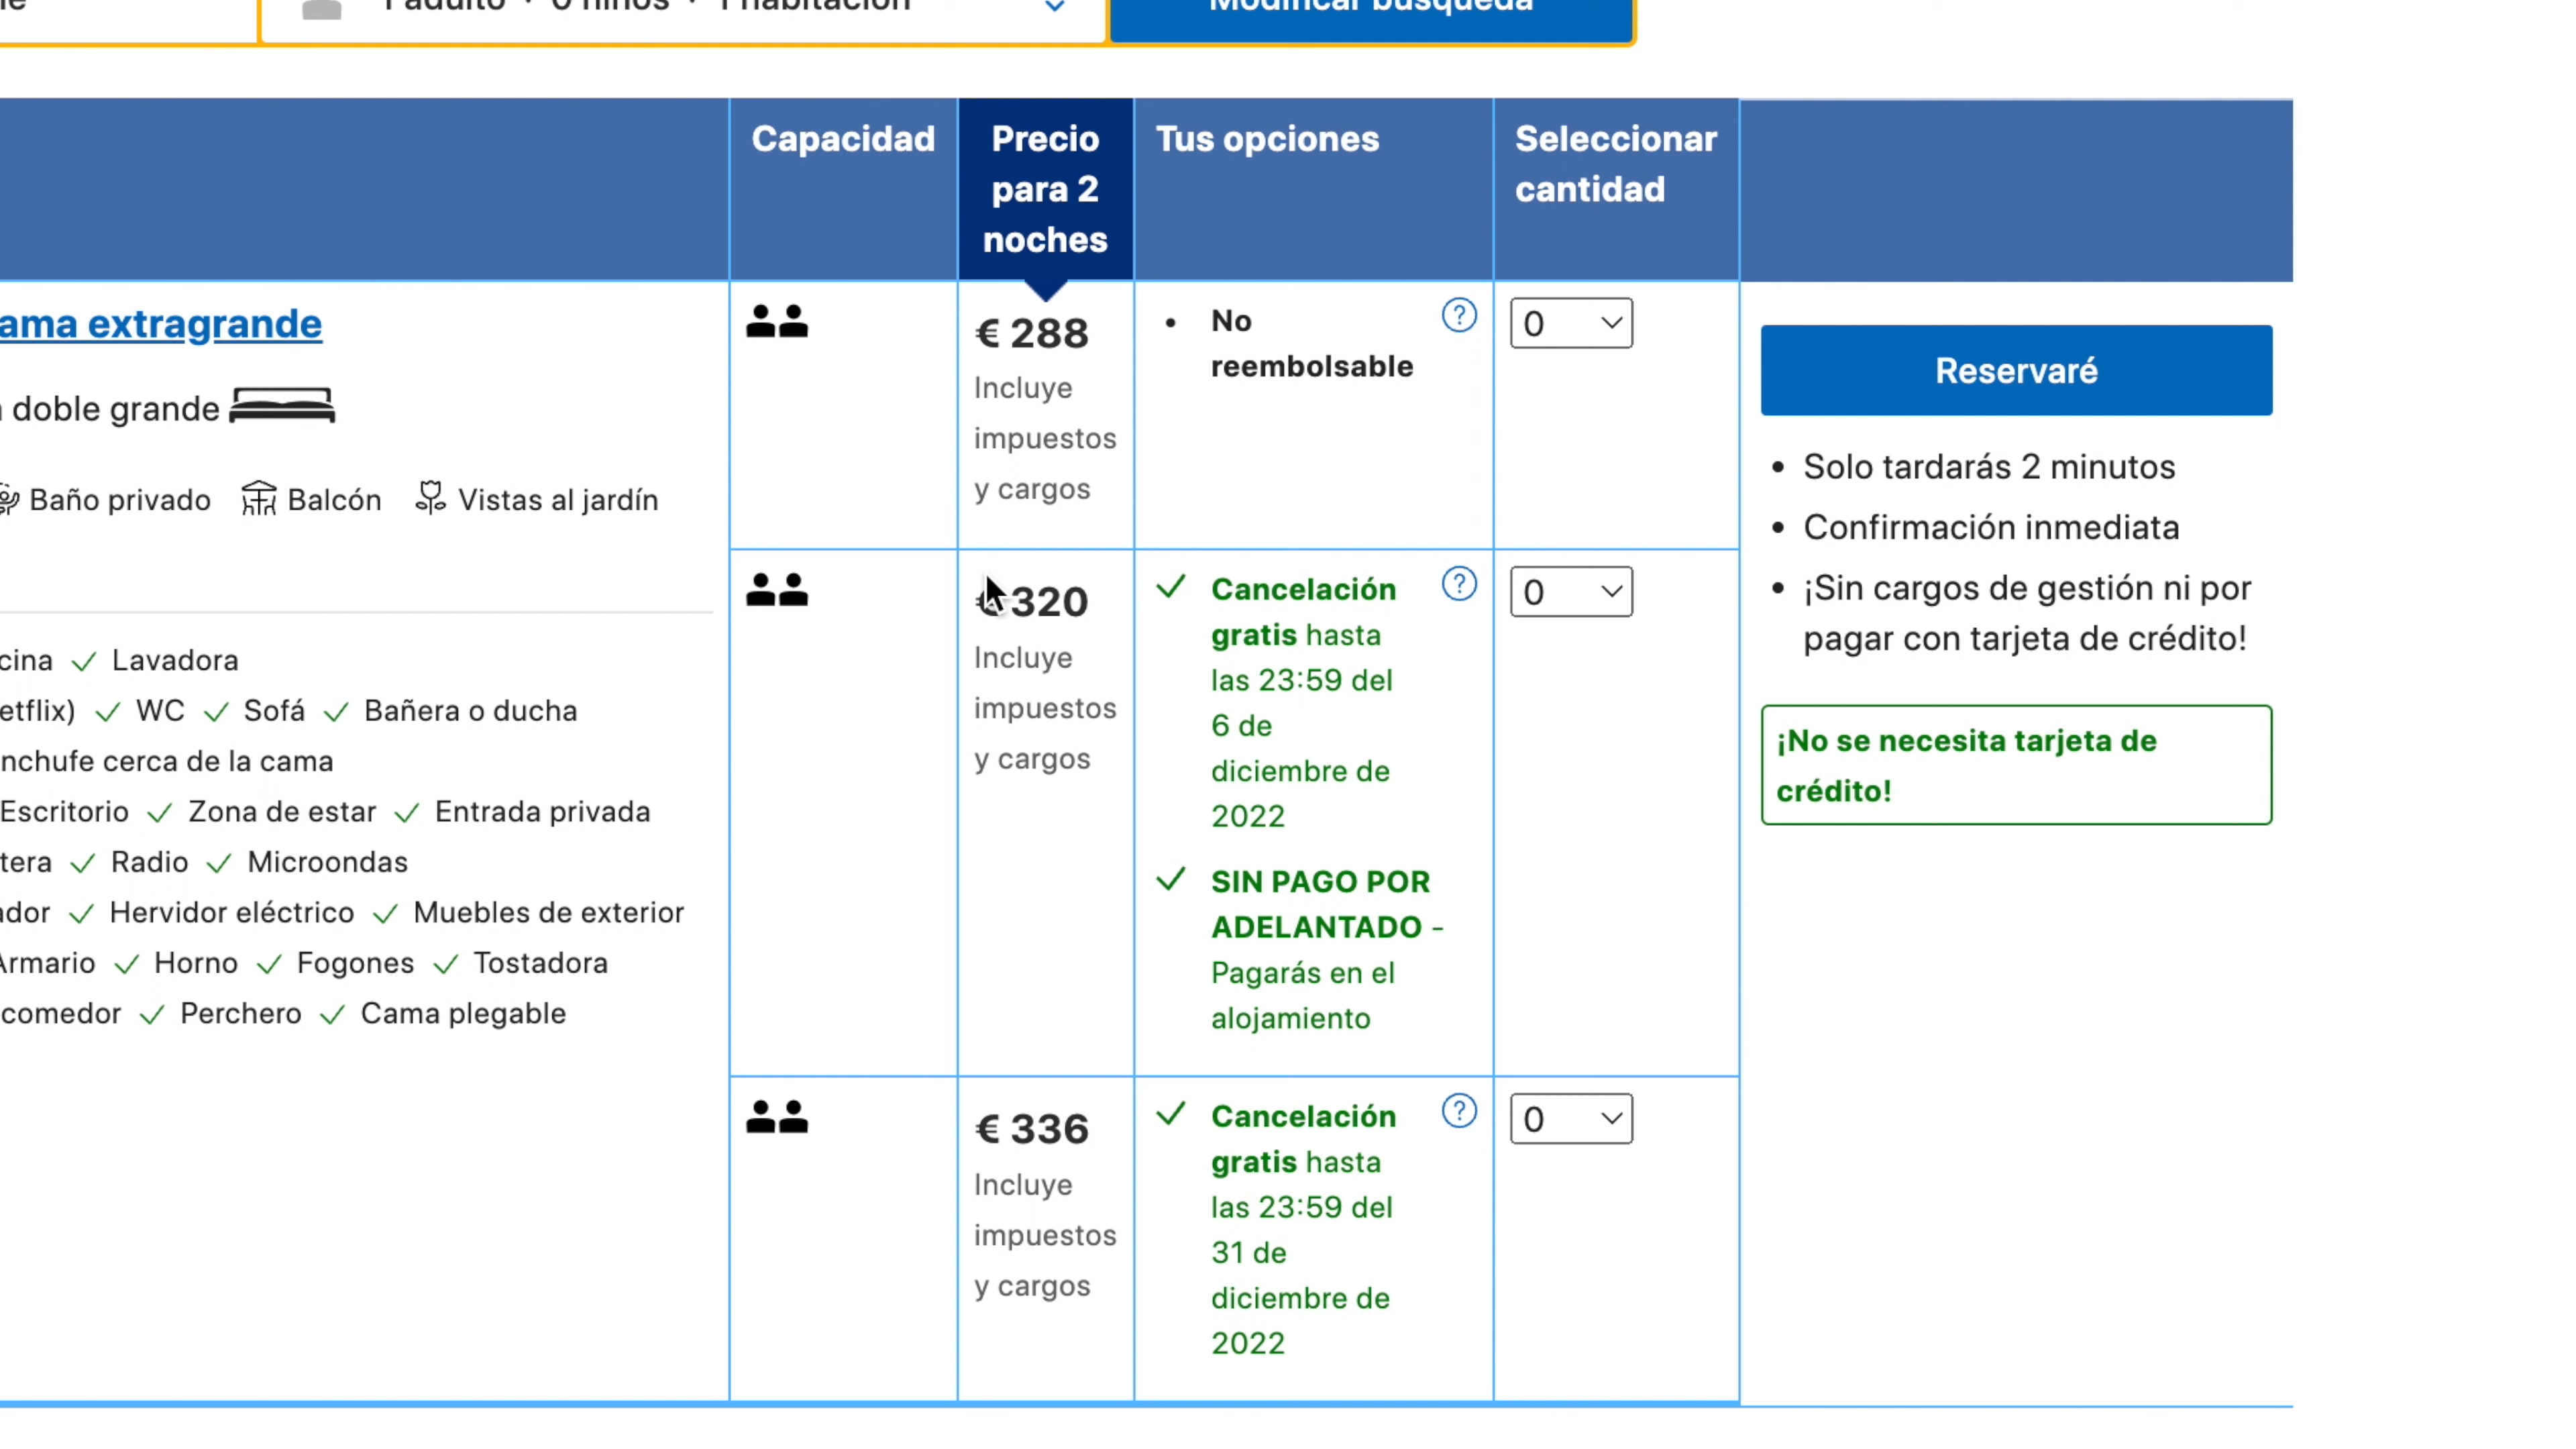 1 adulto · 0 niños · 1 habitación
Modificar búsqueda
Capacidad
Precio
para 2
noches
Tus opciones
Seleccionar
cantidad
extragrande
doble grande
Baño privado Balcón Vistas al jardín
Lavadora
WC Sofá Bañera o ducha
cerca de la cama
Escritorio Zona de estar Entrada privada
Radio Microondas
Hervidor eléctrico Muebles de exterior
Armario Horno Fogones Tostadora
comedor Perchero Cama plegable
€ 288
Incluye
impuestos
y cargos
• No
reembolsable
0
€ 320
Incluye
impuestos
y cargos
Cancelación
gratis hasta
las 23:59 del
6 de
diciembre de
2022
SIN PAGO POR
ADELANTADO -
Pagarás en el
alojamiento
0
€ 336
Incluye
impuestos
y cargos
Cancelación
gratis hasta
las 23:59 del
31 de
diciembre de
2022
0
Reservaré
• Solo tardarás 2 minutos
• Confirmación inmediata
• ¡Sin cargos de gestión ni por
pagar con tarjeta de crédito!
¡No se necesita tarjeta de
crédito!